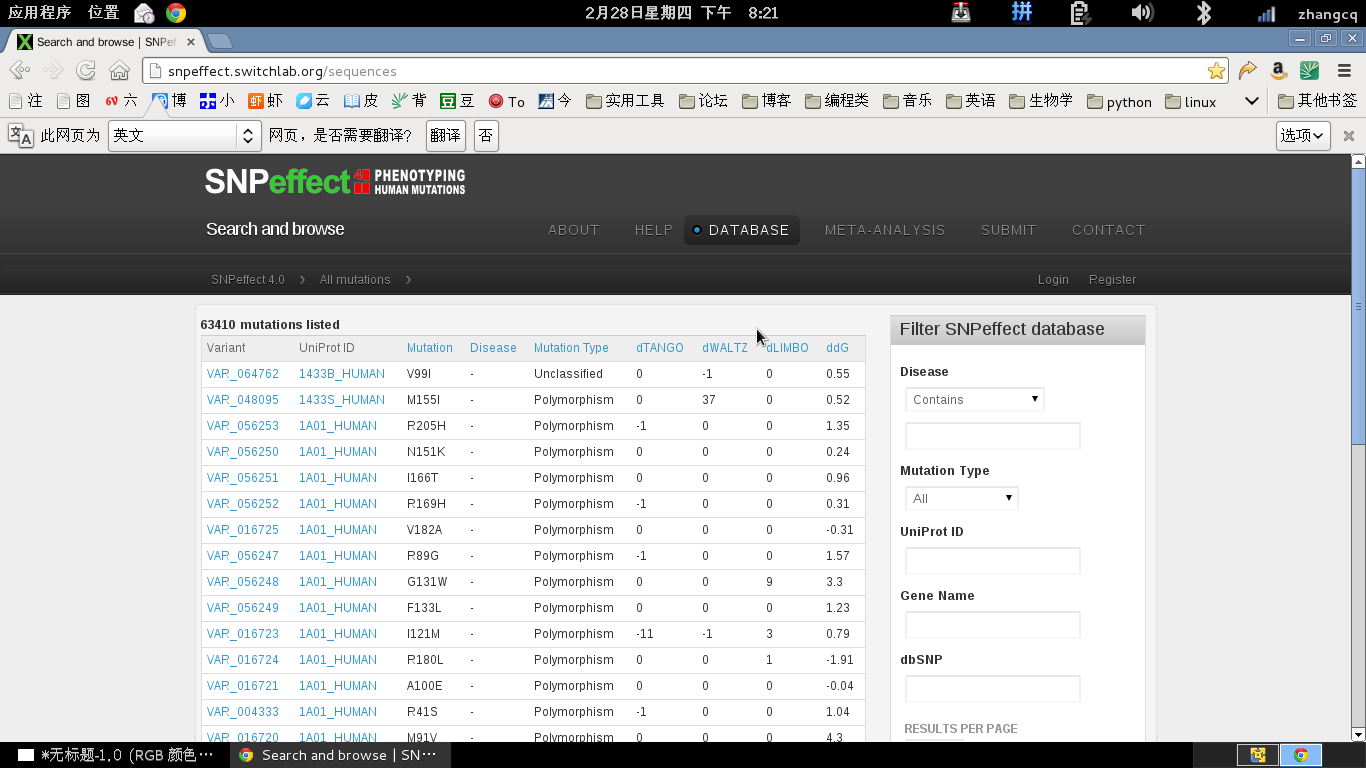 应用程序 位置 2月28日星期四 下午 8:21 拼 zhangcq
Search and browse | SNPef
snpeffect.switchlab.org/sequences
注 图 六 博 小 虾 云 皮 背 豆 To 今 实用工具 论坛 博客 编程类 音乐 英语 生物学 python linux 其他书签
此网页为 英文 网页，是否需要翻译? 翻译 否 选项
SNPeffect 4 PHENOTYPING
HUMAN MUTATIONS
Search and browse ABOUT HELP DATABASE META-ANALYSIS SUBMIT CONTACT
SNPeffect 4.0 All mutations Login Register
63410 mutations listed
Variant UniProt ID Mutation Disease Mutation Type dTANGO dWALTZ dLIMBO ddG
VAR_064762 1433B_HUMAN V99I - Unclassified 0 -1 0 0.55
VAR_048095 1433S_HUMAN M155I - Polymorphism 0 37 0 0.52
VAR_056253 1A01_HUMAN R205H - Polymorphism -1 0 0 1.35
VAR_056250 1A01_HUMAN N151K - Polymorphism 0 0 0 0.24
VAR_056251 1A01_HUMAN I166T - Polymorphism 0 0 0 0.96
VAR_056252 1A01_HUMAN R169H - Polymorphism -1 0 0 0.31
VAR_016725 1A01_HUMAN V182A - Polymorphism 0 0 0 -0.31
VAR_056247 1A01_HUMAN R89G - Polymorphism -1 0 0 1.57
VAR_056248 1A01_HUMAN G131W - Polymorphism 0 0 9 3.3
VAR_056249 1A01_HUMAN F133L - Polymorphism 0 0 0 1.23
VAR_016723 1A01_HUMAN I121M - Polymorphism -11 -1 3 0.79
VAR_016724 1A01_HUMAN R180L - Polymorphism 0 0 1 -1.91
VAR_016721 1A01_HUMAN A100E - Polymorphism 0 0 0 -0.04
VAR_004333 1A01_HUMAN R41S - Polymorphism -1 0 0 1.04
VAR_016720 1A01_HUMAN M91V - Polymorphism 0 0 0 4.3
Filter SNPeffect database
Disease
Contains
Mutation Type
All
UniProt ID
Gene Name
dbSNP
RESULTS PER PAGE
*无标题-1.0 (RGB 颜色··· Search and browse | SN···